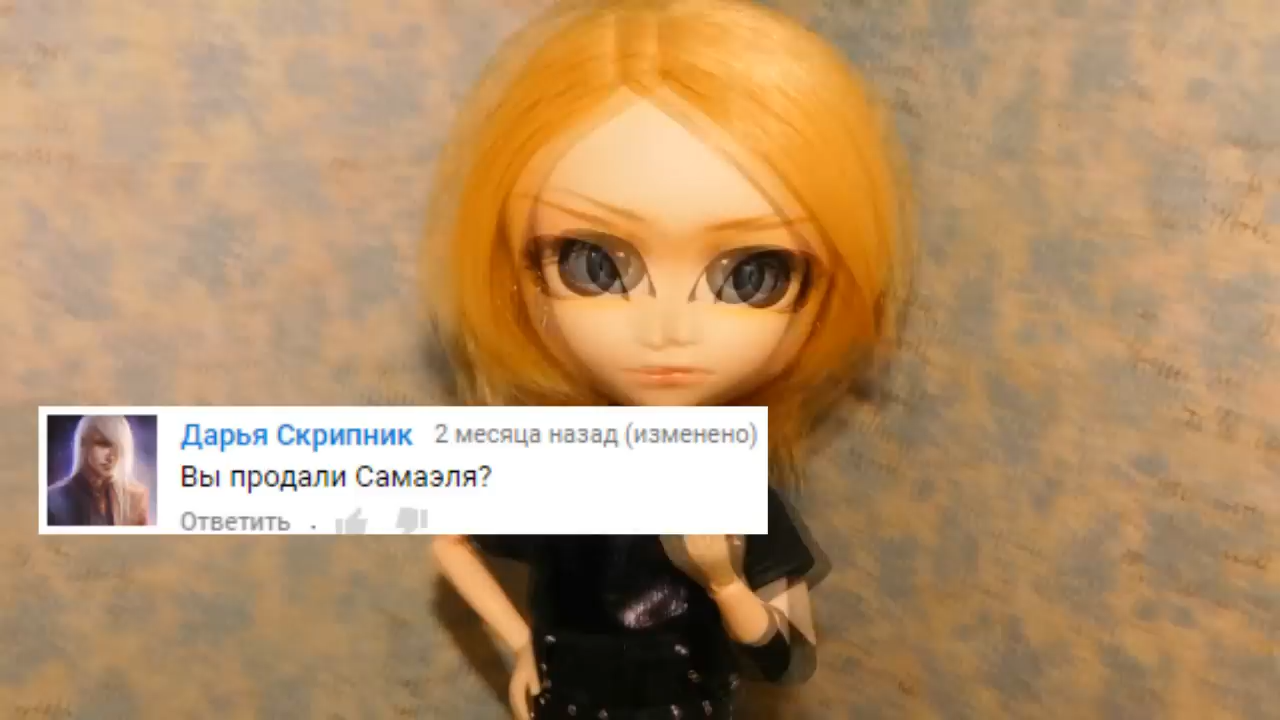 Дарья Скрипник 2 месяца назад (изменено)
Вы продали Самаэля?
Ответить